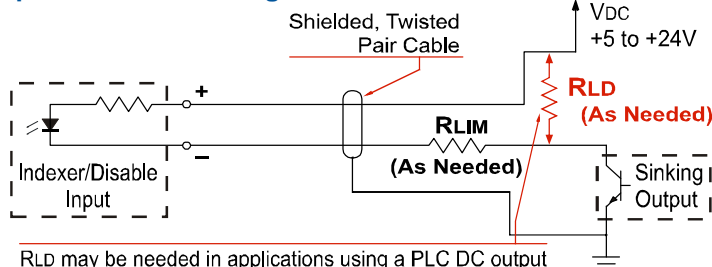 Shielded, Twisted
Pair Cable
VDC
+5 to +24V
+
RLD
(As Needed)
RLIM
(As Needed)
–
Indexer/Disable
Input
Sinking
Output
RLD may be needed in applications using a PLC DC output